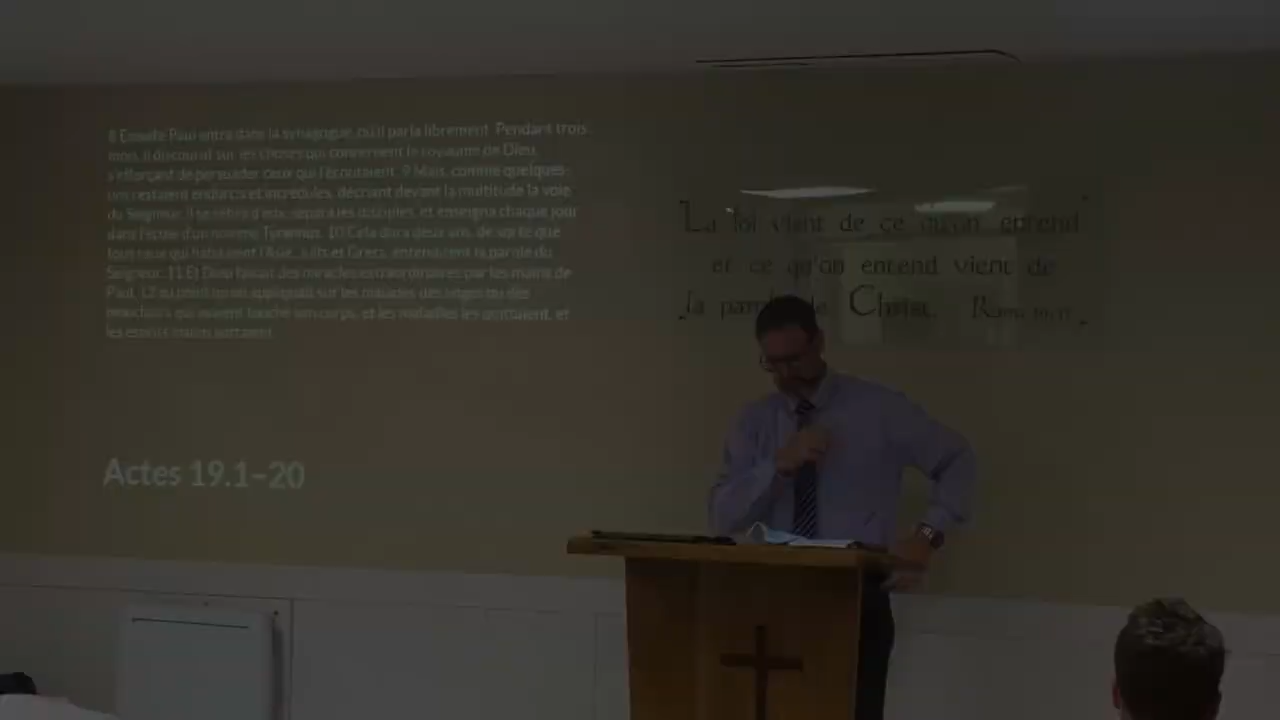 8 Ensuite Paul entra dans la synagogue, où il parla librement. Pendant trois
mois, il discourut sur les choses qui concernent le royaume de Dieu,
s'efforçant de persuader ceux qui l'écoutaient. 9 Mais, comme quelques-
uns restaient endurcis et incrédules, décriant devant la multitude la voie
du Seigneur, il se retira d'eux, sépara les disciples, et enseigna chaque jour
dans l'école d'un nommé Tyrannus. 10 Cela dura deux ans, de sorte que
tous ceux qui habitaient l'Asie, Juifs et Grecs, entendirent la parole du
Seigneur. 11 Et Dieu faisait des miracles extraordinaires par les mains de
Paul, 12 au point qu'on appliquait sur les malades des linges ou des
mouchoirs qui avaient touché son corps, et les maladies les quittaient, et
les esprits malins sortaient.
Actes 19.1–20
"La foi vient de ce qu'on entend
et ce qu'on entend vient de
la Christ. Rom.